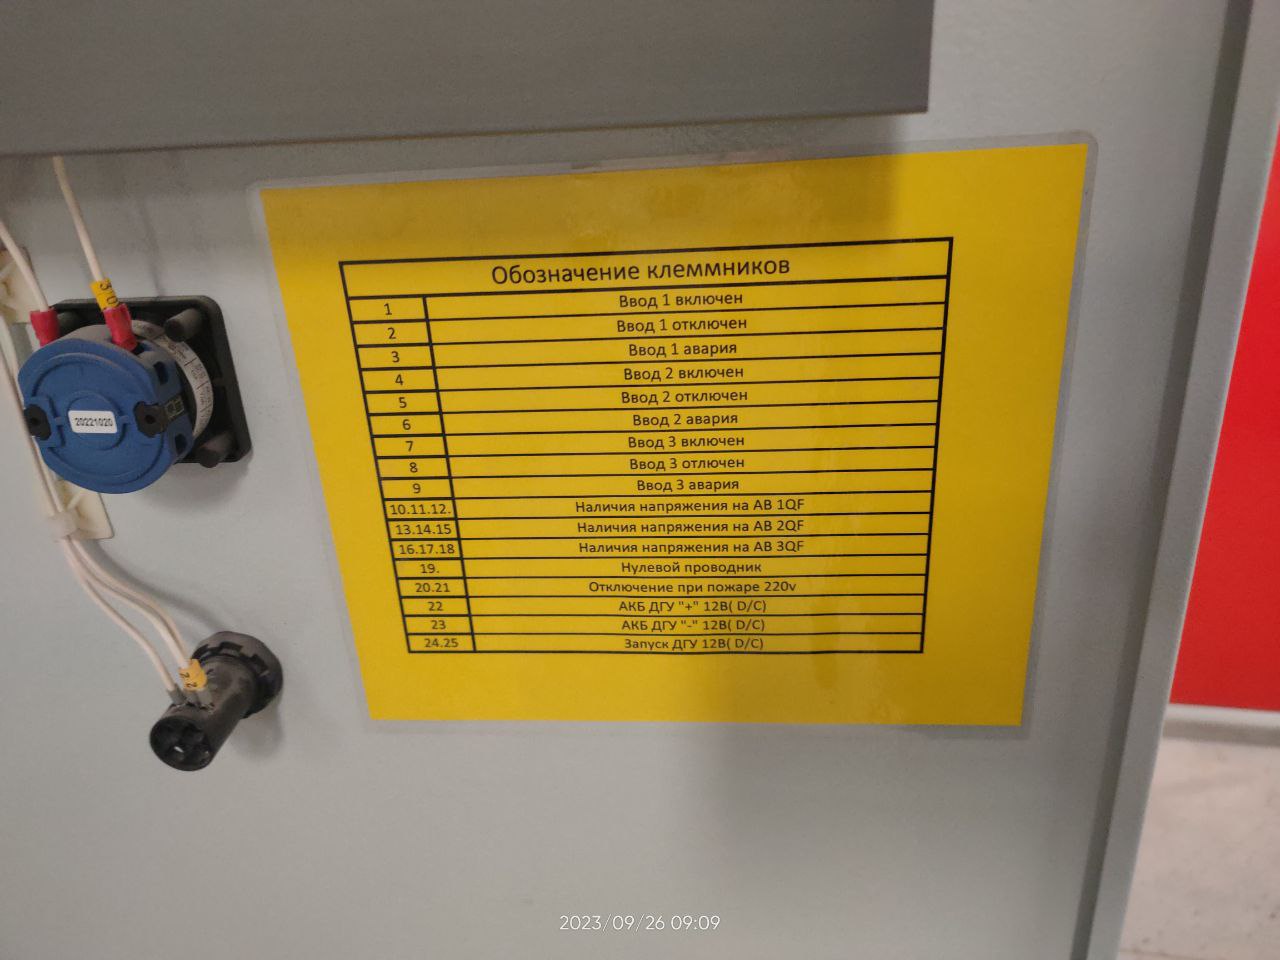 Обозначение клеммников
1 Ввод 1 включен
2 Ввод 1 отключен
3 Ввод 1 авария
4 Ввод 2 включен
5 Ввод 2 отключен
6 Ввод 2 авария
7 Ввод 3 включен
8 Ввод 3 отлючен
9 Ввод 3 авария
10.11.12. Наличия напряжения на АВ 1QF
13.14.15 Наличия напряжения на АВ 2QF
16.17.18 Наличия напряжения на АВ 3QF
19. Нулевой проводник
20.21 Отключение при пожаре 220v
22 АКБ ДГУ "+" 12В( D/C)
23 АКБ ДГУ "-" 12В( D/C)
24.25 Запуск ДГУ 12В( D/C)
20221020
2023/09/26 09:09